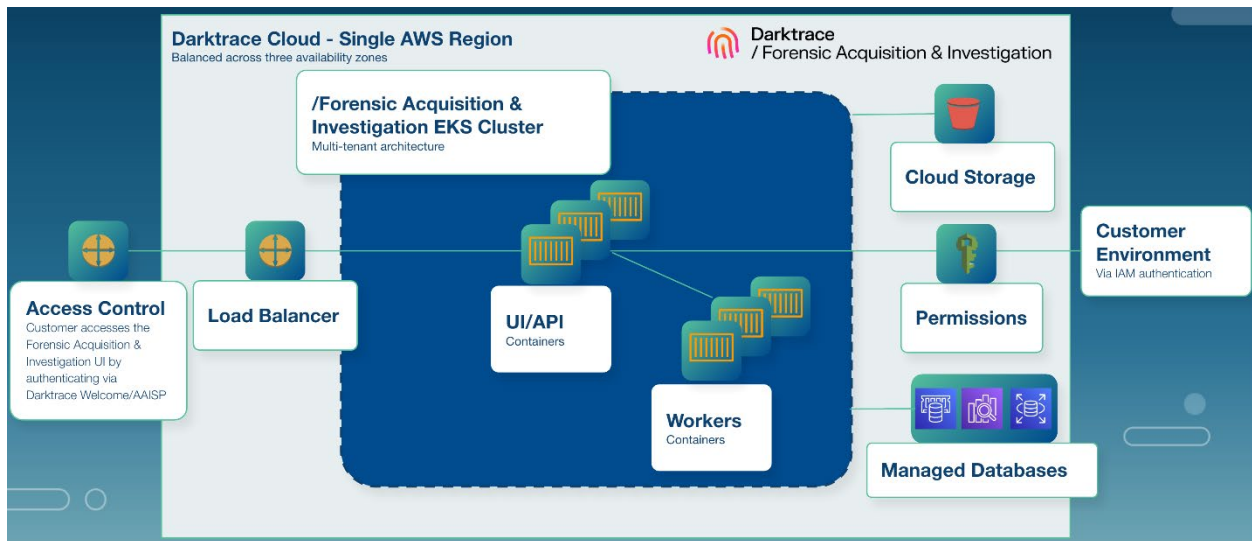 Darktrace Cloud - Single AWS Region
Balanced across three availability zones
Darktrace
/ Forensic Acquisition & Investigation
/Forensic Acquisition &
Investigation EKS Cluster
Multi-tenant architecture
Cloud Storage
Access Control
Customer accesses the
Forensic Acquisition &
Investigation UI by
authenticating via
Darktrace Welcome/AAISP
Load Balancer
UI/API
Containers
Workers
Containers
Permissions
Customer
Environment
Via IAM authentication
Managed Databases